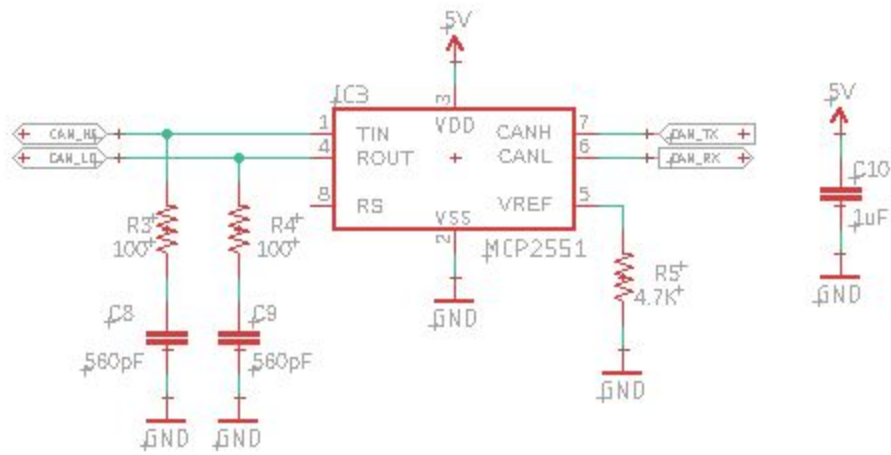 5V
IC3
CAN_HI
CAN_LO
1
4
8
TIN
ROUT
RS
3
VDD
VSS
2
CANH
CANL
VREF
7
6
5
CAN_TX
CAN_RX
MCP2551
GND
R3
100
R4
100
C8
560pF
C9
560pF
GND
GND
R5
4.7K
GND
5V
C10
1uF
GND